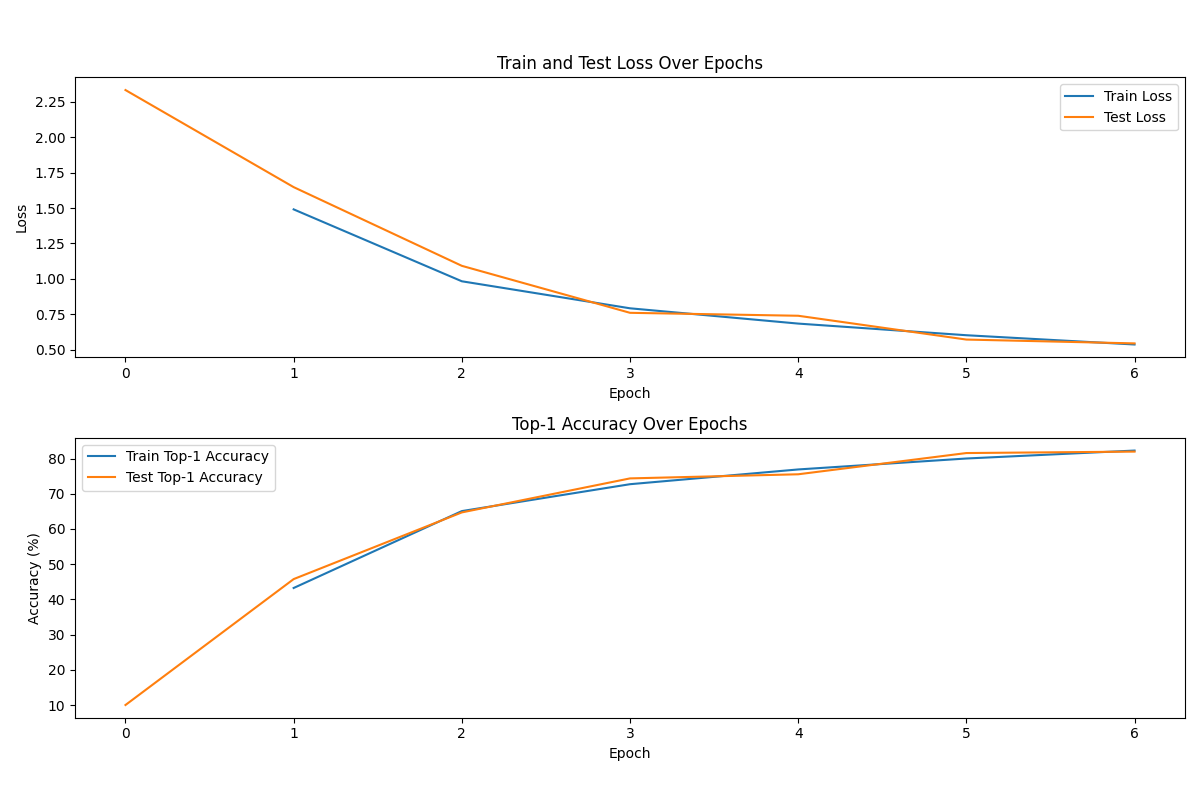 Train and Test Loss Over Epochs
Train Loss
Test Loss
2.25
2.00
1.75
1.50
1.25
1.00
0.75
0.50
Loss
0 1 2 3 4 5 6
Epoch
Top-1 Accuracy Over Epochs
Train Top-1 Accuracy
Test Top-1 Accuracy
80
70
60
50
40
30
20
10
Accuracy (%)
0 1 2 3 4 5 6
Epoch